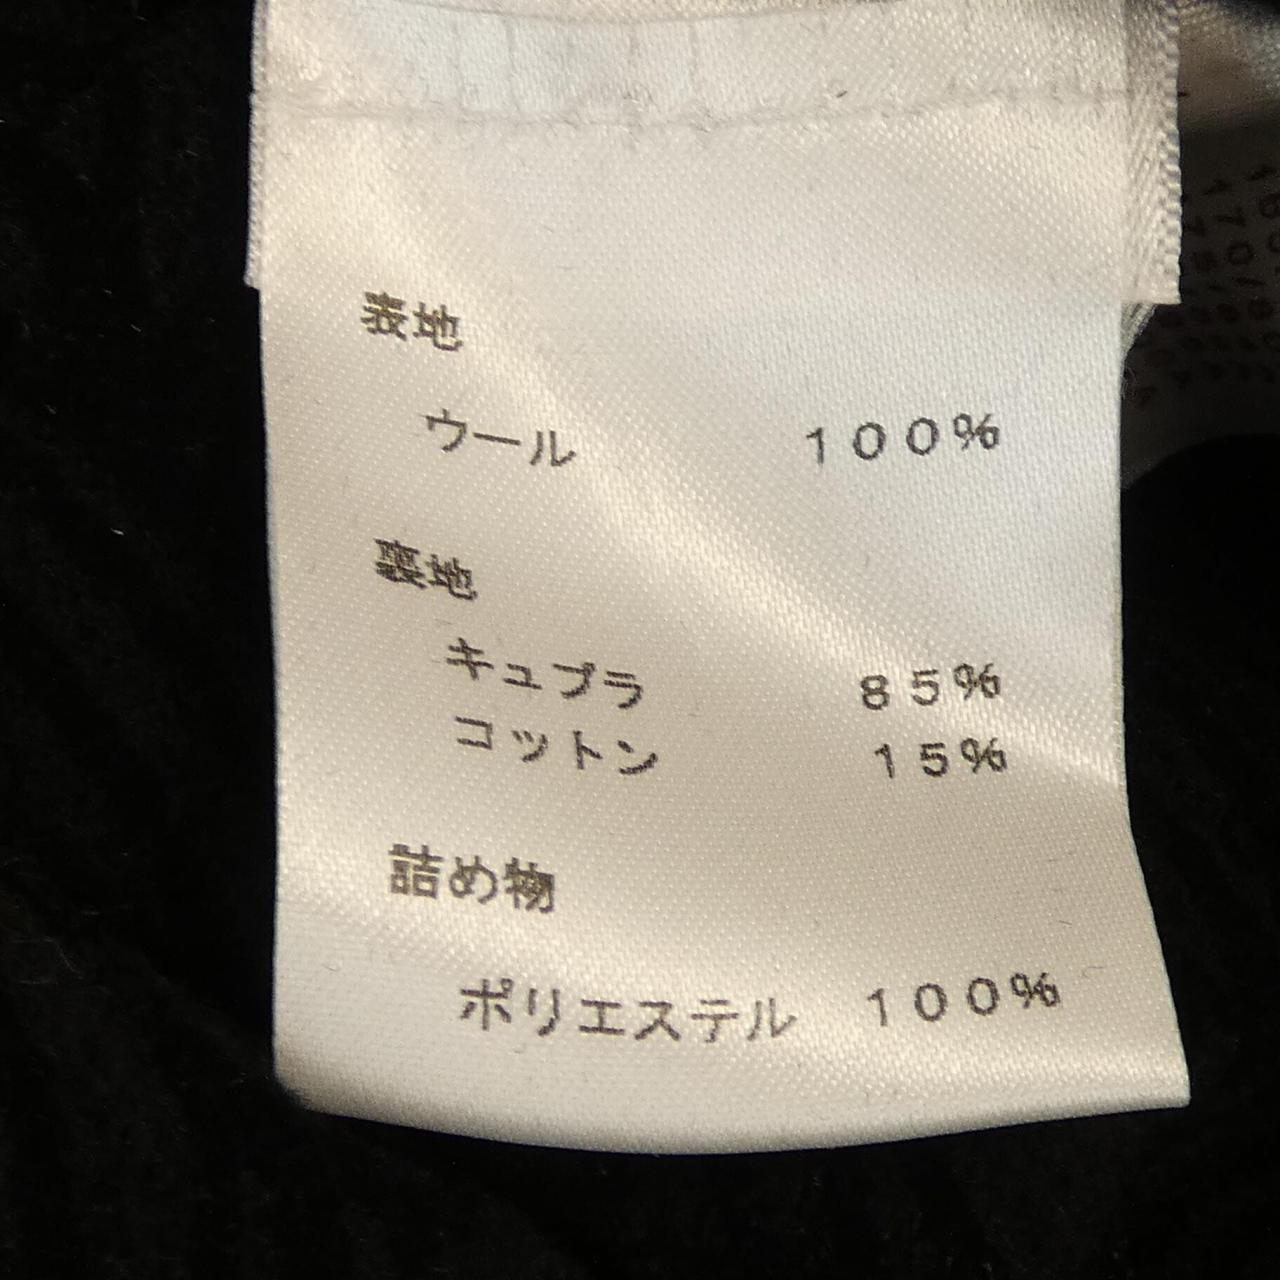 表地
ウール 100%
裏地
キュプラ 85%
コットン 15%
詰め物
ポリエステル 100%